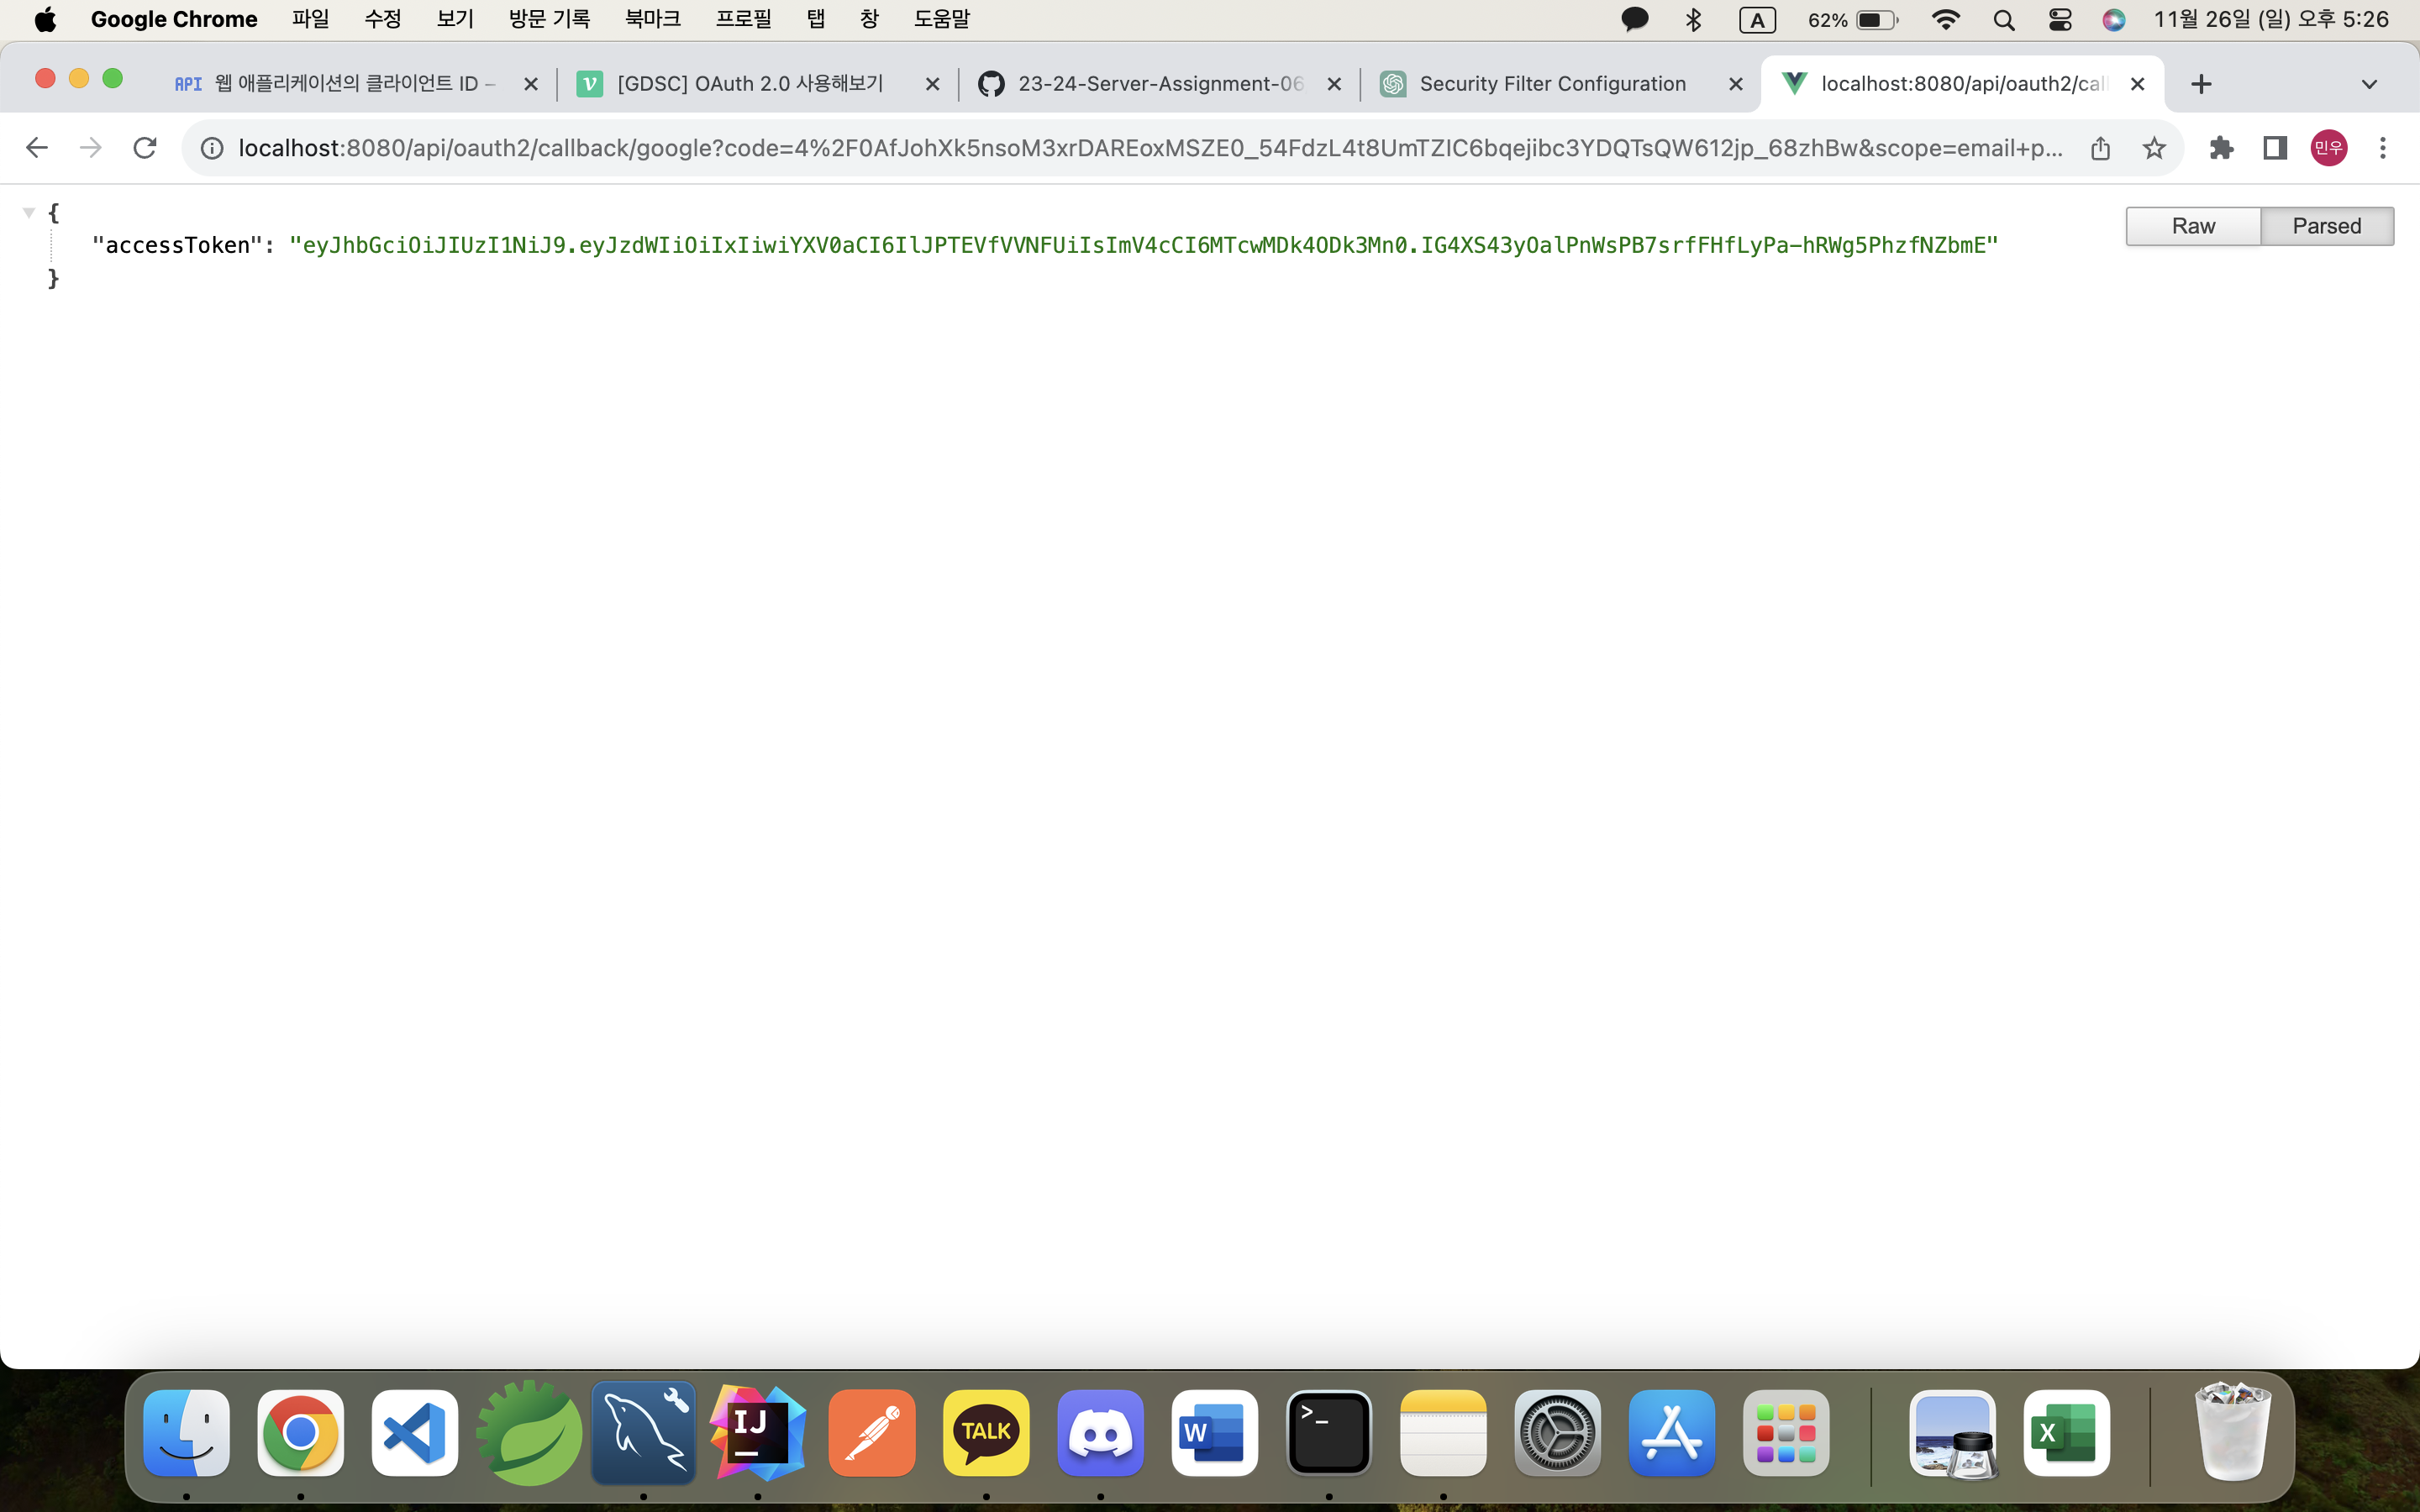 Google Chrome 파일 수정 보기 방문 기록 북마크 프로필 탭 창 도움말 A 62% 11월 26일 (일) 오후 5:26
API 웹 애플리케이션의 클라이언트 ID – [GDSC] OAuth 2.0 사용해보기 23-24-Server-Assignment-06 Security Filter Configuration localhost:8080/api/oauth2/call
localhost:8080/api/oauth2/callback/google?code=4%2F0AfJohXk5nsoM3xrDAREoxMSZE0_54FdzL4t8UmTZIC6bqejibc3YDQTsQW612jp_68zhBw&scope=email+p... 민우
{
Raw Parsed
"accessToken": "eyJhbGciOiJIUzI1NiJ9.eyJzdWIiOiIxIiwiYXV0aCI6IlJPTEVfVVNFUiIsImV4cCI6MTcwMDk4ODk3Mn0.IG4XS43yOalPnWsPB7srfFHfLyPa-hRWg5PhzfNZbmE"
}
IJ TALK W >_ X